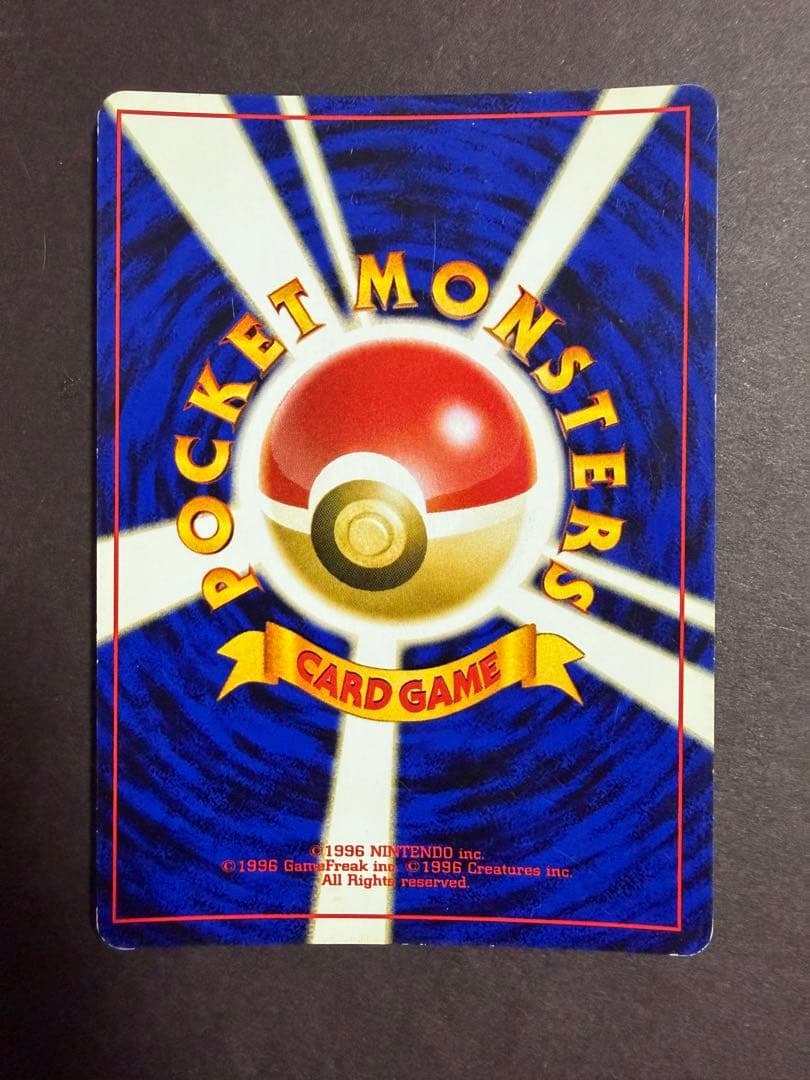 POCKET MONSTERS
CARD GAME
©1996 NINTENDO inc.
©1996 GameFreak inc. ©1996 Creatures inc.
All Rights reserved.